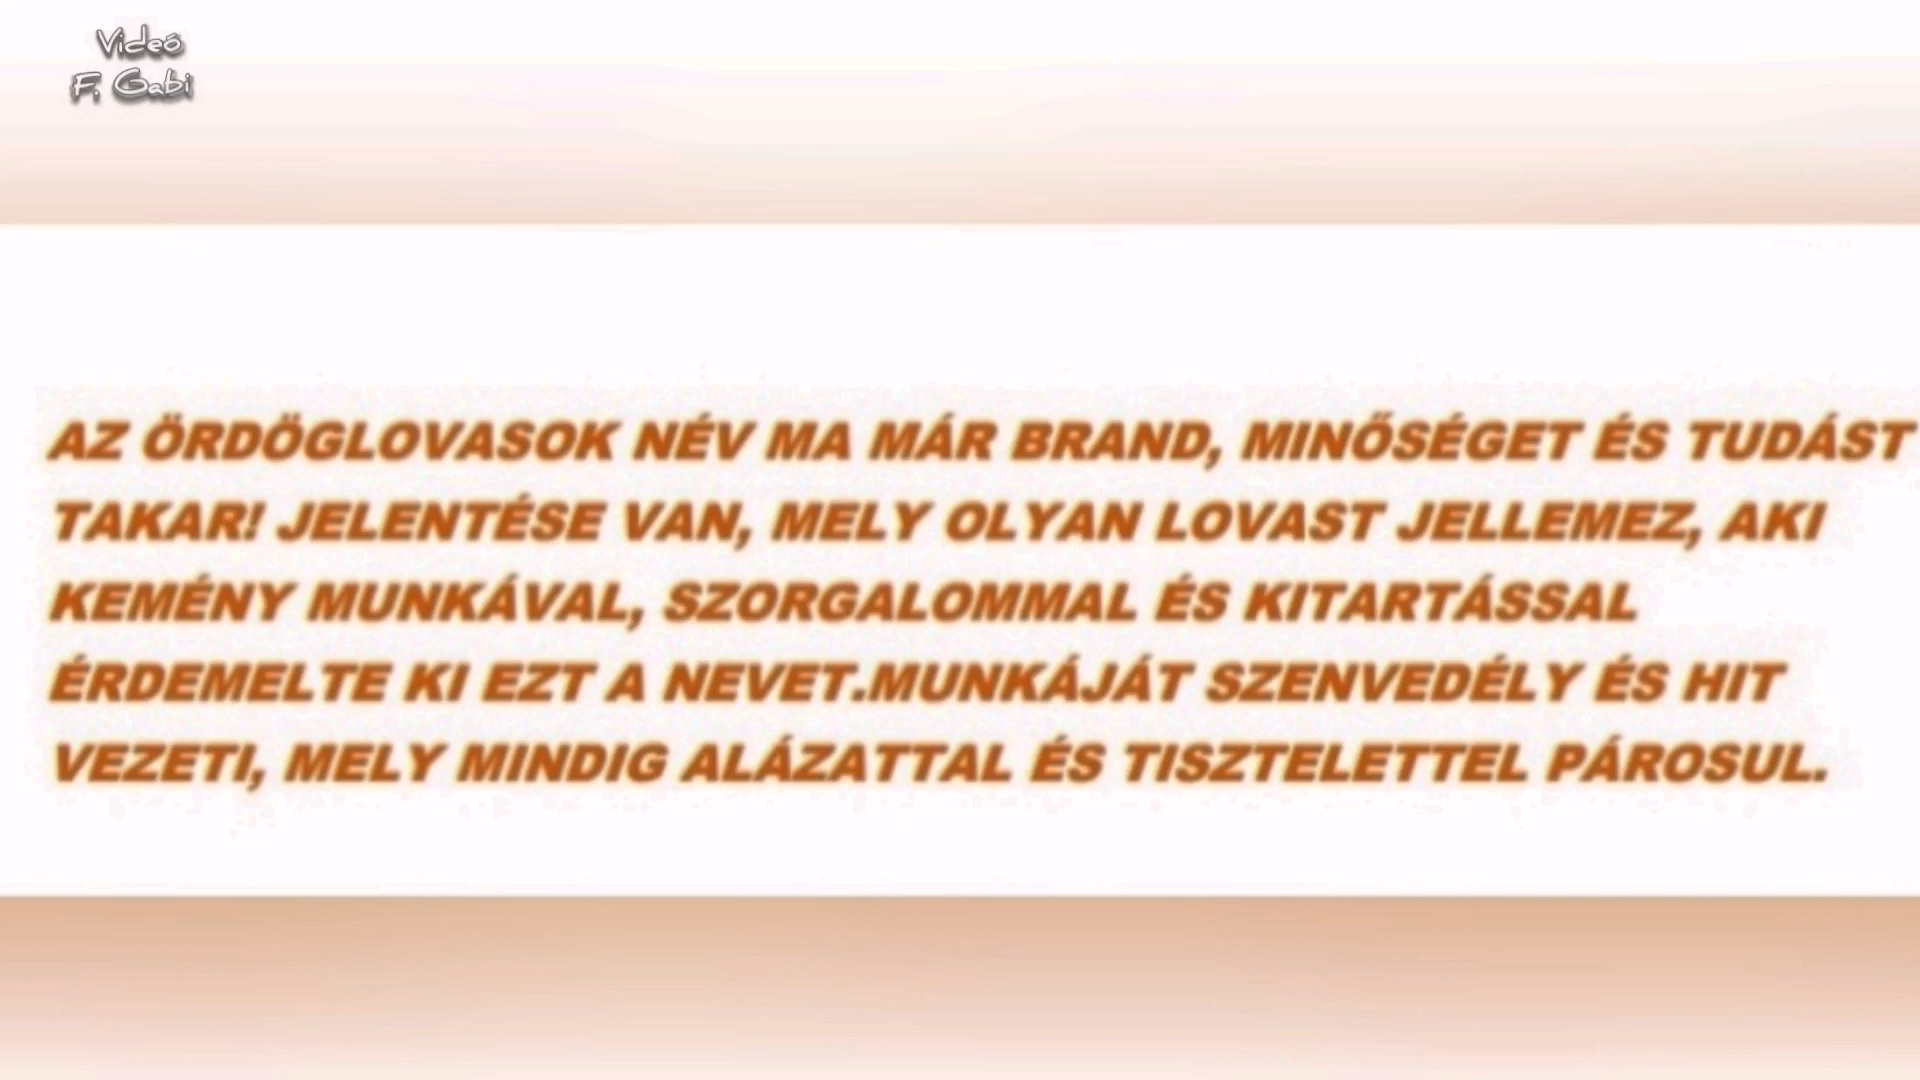 Videó
F. Gabi
AZ ÖRDÖGLOVASOK NÉV MA MÁR BRAND, MINŐSÉGET ÉS TUDÁST
TAKAR! JELENTÉSE VAN, MELY OLYAN LOVAST JELLEMEZ, AKI
KEMÉNY MUNKÁVAL, SZORGALOMMAL ÉS KITARTÁSSAL
ÉRDEMELTE KI EZT A NEVET.MUNKÁJÁT SZENVEDÉLY ÉS HIT
VEZETI, MELY MINDIG ALÁZATTAL ÉS TISZTELETTEL PÁROSUL.